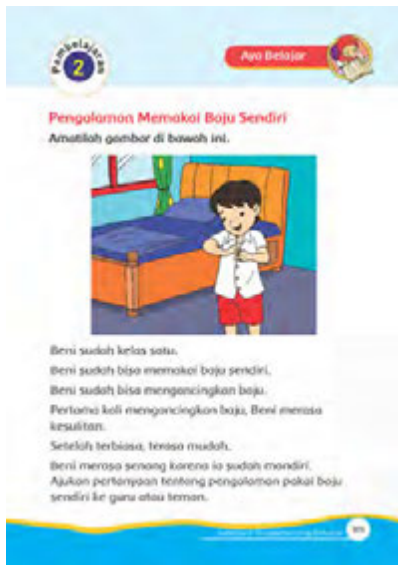 Pembelajaran
2
Ayo Belajar
Pengalaman Memakai Baju Sendiri
Amatilah gambar di bawah ini.
Beni sudah kelas satu.
Beni sudah bisa memakai baju sendiri.
Beni sudah bisa mengancingkan baju.
Pertama kali mengancingkan baju, Beni merasa
kesulitan.
Setelah terbiasa, terasa mudah.
Beni merasa senang karena ia sudah mandiri.
Ajukan pertanyaan tentang pengalaman pakai baju
sendiri ke guru atau teman.